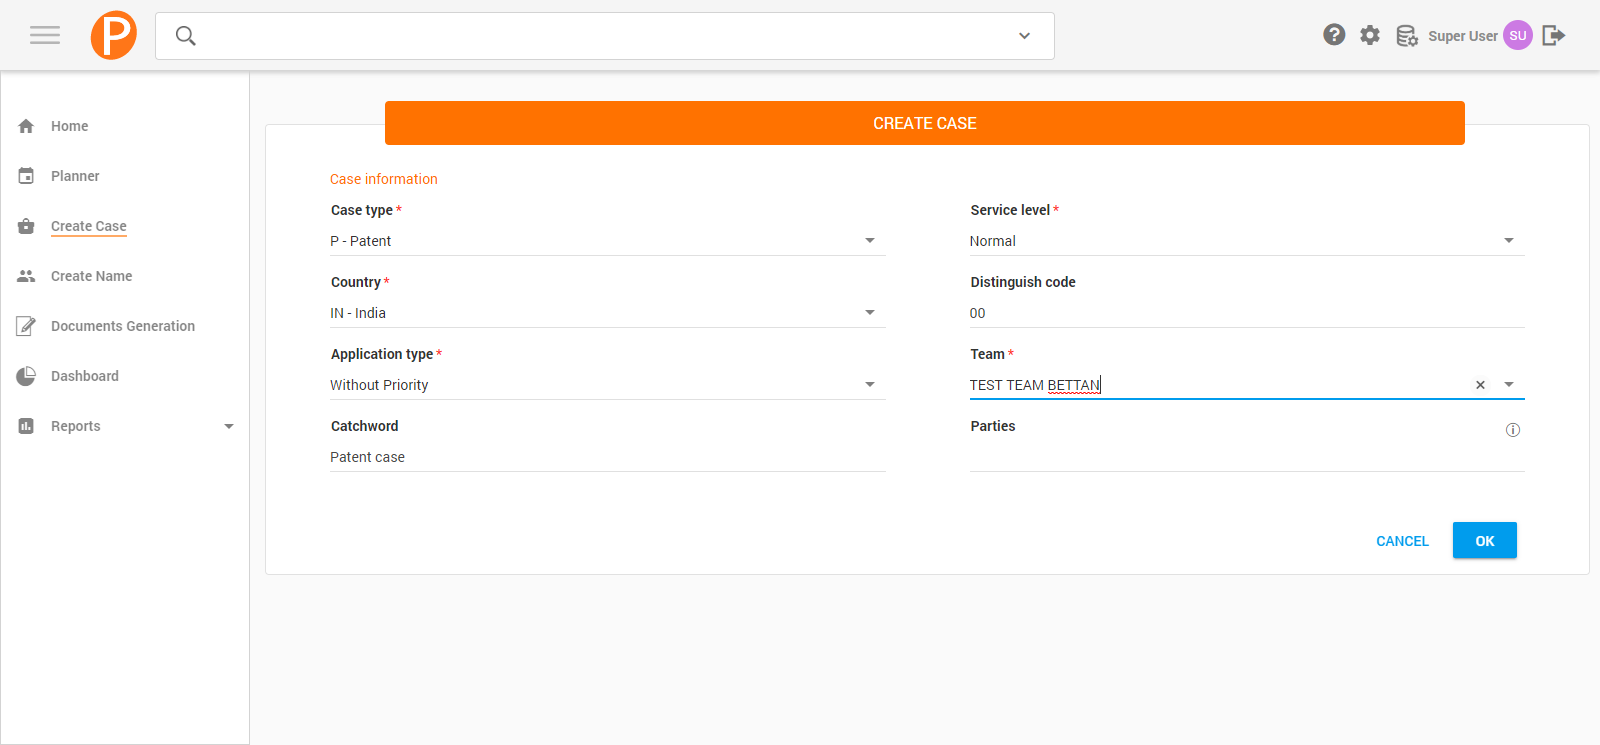 P
Super User SU
Home
Planner
Create Case
Create Name
Documents Generation
Dashboard
Reports
CREATE CASE
Case information
Case type *
P - Patent
Service level *
Normal
Country *
IN - India
Distinguish code
00
Application type *
Without Priority
Team *
TEST TEAM BETTAN
Catchword
Patent case
Parties
CANCEL OK